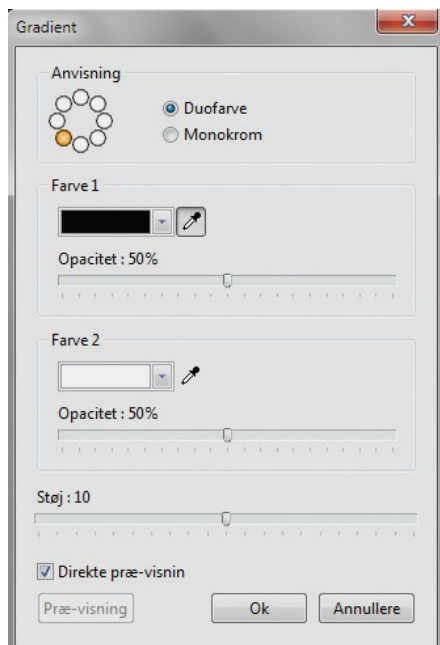 Gradient
Anvisning
Duofarve
Monokrom
Farve 1
Opacitet : 50%
Farve 2
Opacitet : 50%
Støj : 10
Direkte præ-visnin
Præ-visning Ok Annullere